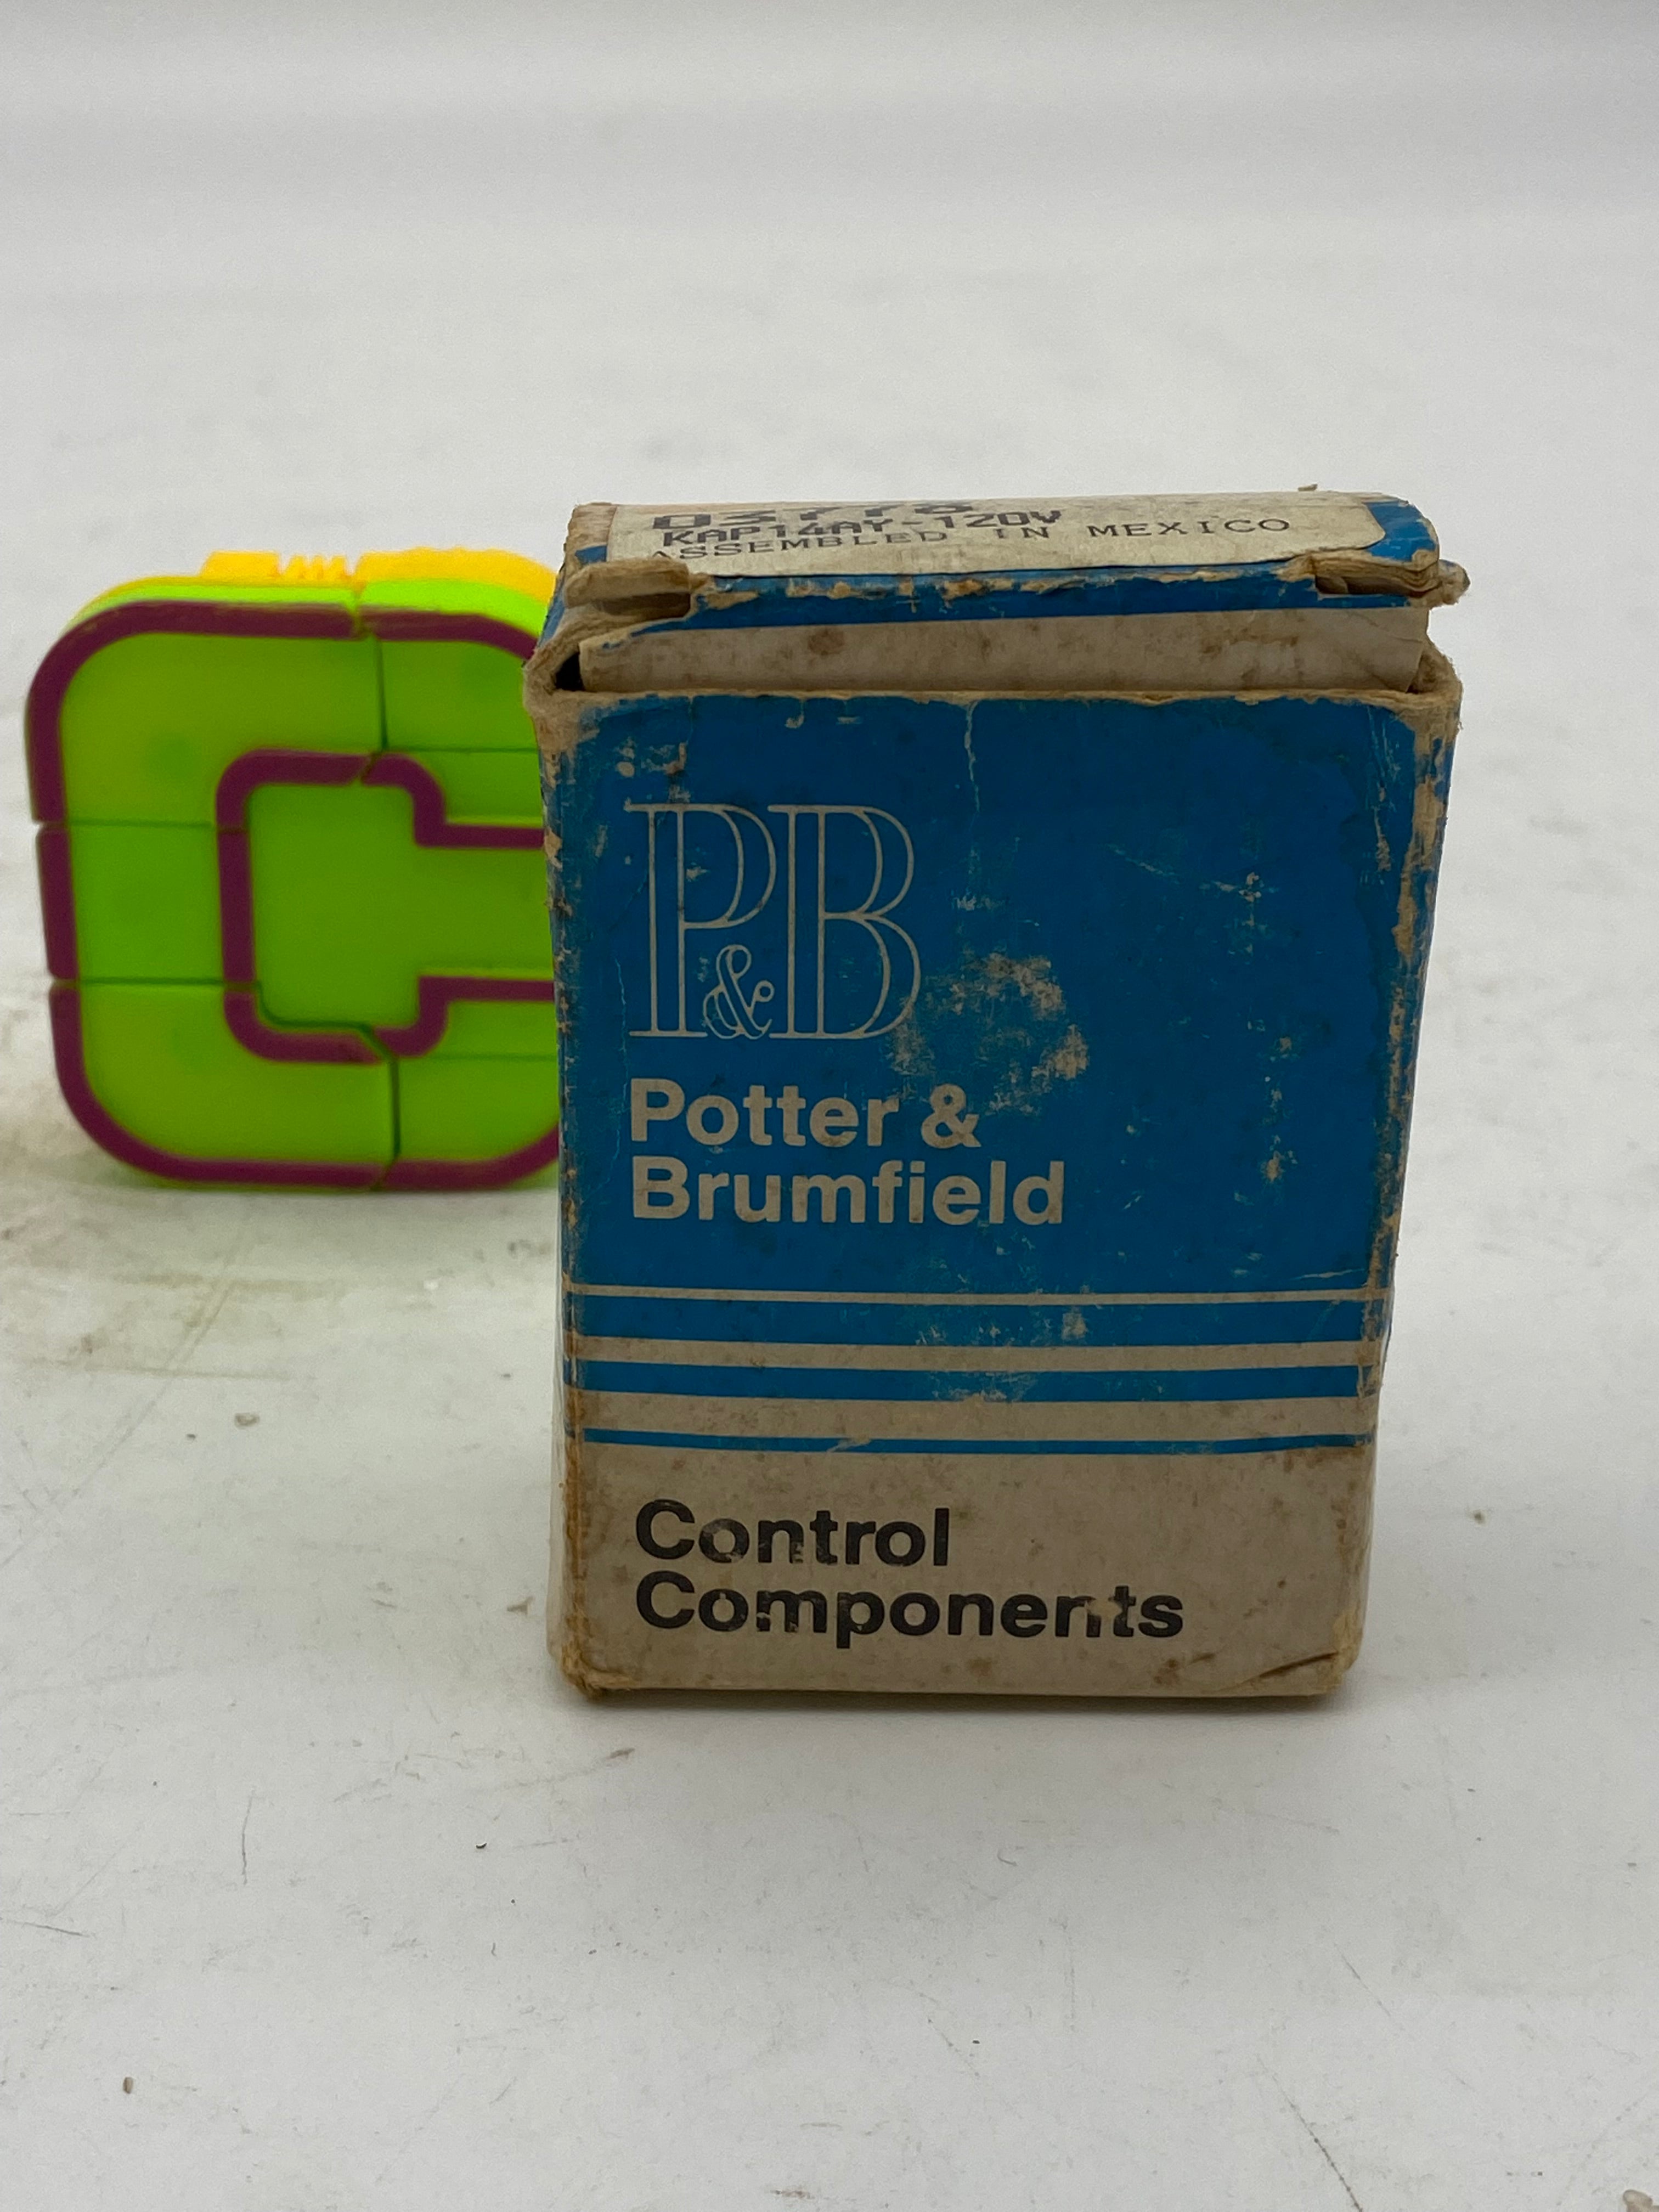 KAP14AY-120V
ASSEMBLED IN MEXICO
P&B
Potter &
Brumfield
Control
Components